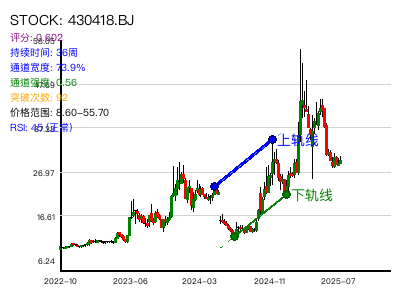 STOCK: 430418.BJ
评分: 0.602
58.05
持续时间: 36周
通道宽度: 73.9%
通道强度: 0.56
突破次数: 92
价格范围: 8.60−55.70
RSI: 45 (正常)
上轨线
26.97
下轨线
16.61
6.24
2022−10 2023−06 2024−03 2024−11 2025−07